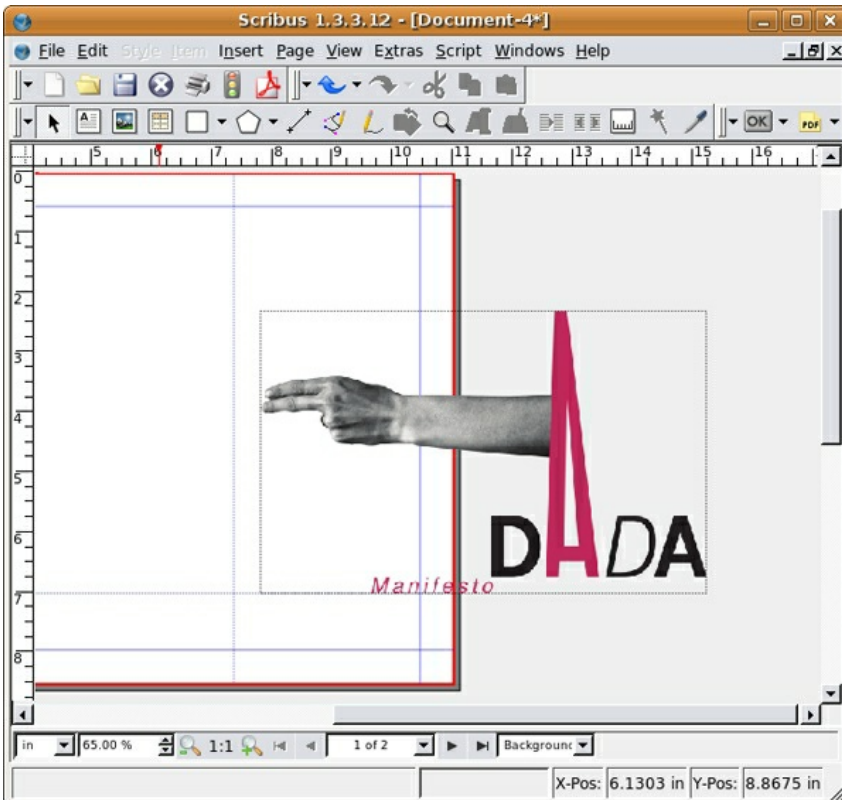 Scribus 1.3.3.12 - [Document-4*]
File Edit Style Item Insert Page View Extras Script Windows Help
OK PDF
5 6 7 8 9 10 11 12 13 14 15 16
0
1
2
3
4
5
6
7
8
DADA
Manifesto
in 65.00 % 1:1 1 of 2 Background
X-Pos: 6.1303 in Y-Pos: 8.8675 in